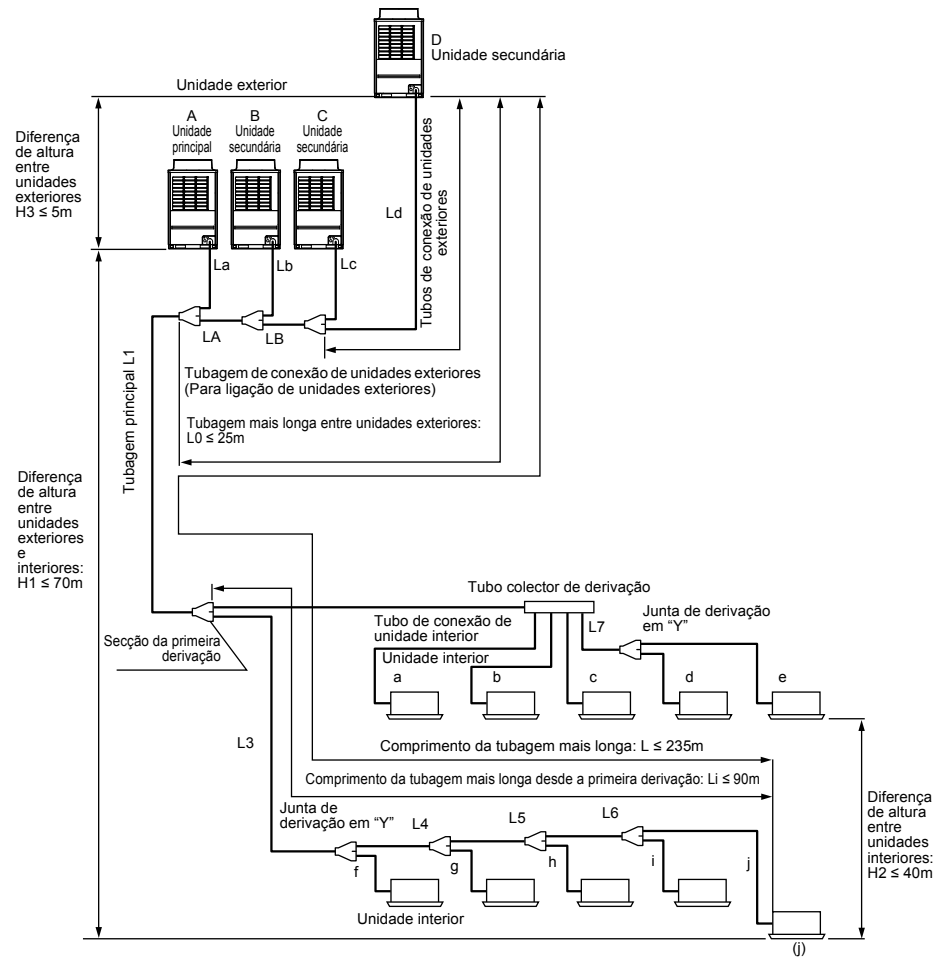 D
Unidade secundária
Unidade exterior
A
Unidade
principal
B
Unidade
secundária
C
Unidade
secundária
Diferença
de altura
entre
unidades
exteriores
H3 ≤ 5m
La
Lb
Lc
Ld
Tubos de conexão de unidades
exteriores
LA
LB
Tubagem de conexão de unidades exteriores
(Para ligação de unidades exteriores)
Tubagem mais longa entre unidades exteriores:
L0 ≤ 25m
Tubagem principal L1
Diferença
de altura
entre
unidades
exteriores
e
interiores:
H1 ≤ 70m
Tubo colector de derivação
Tubo de conexão de
unidade interior
L7
Junta de derivação
em “Y”
Secção da primeira
derivação
Unidade interior
a
b
c
d
e
L3
Comprimento da tubagem mais longa: L ≤ 235m
Comprimento da tubagem mais longa desde a primeira derivação: Li ≤ 90m
Junta de
derivação em “Y”
L4
L5
L6
f
g
h
i
j
Unidade interior
Diferença
de altura
entre
unidades
interiores:
H2 ≤ 40m
(j)